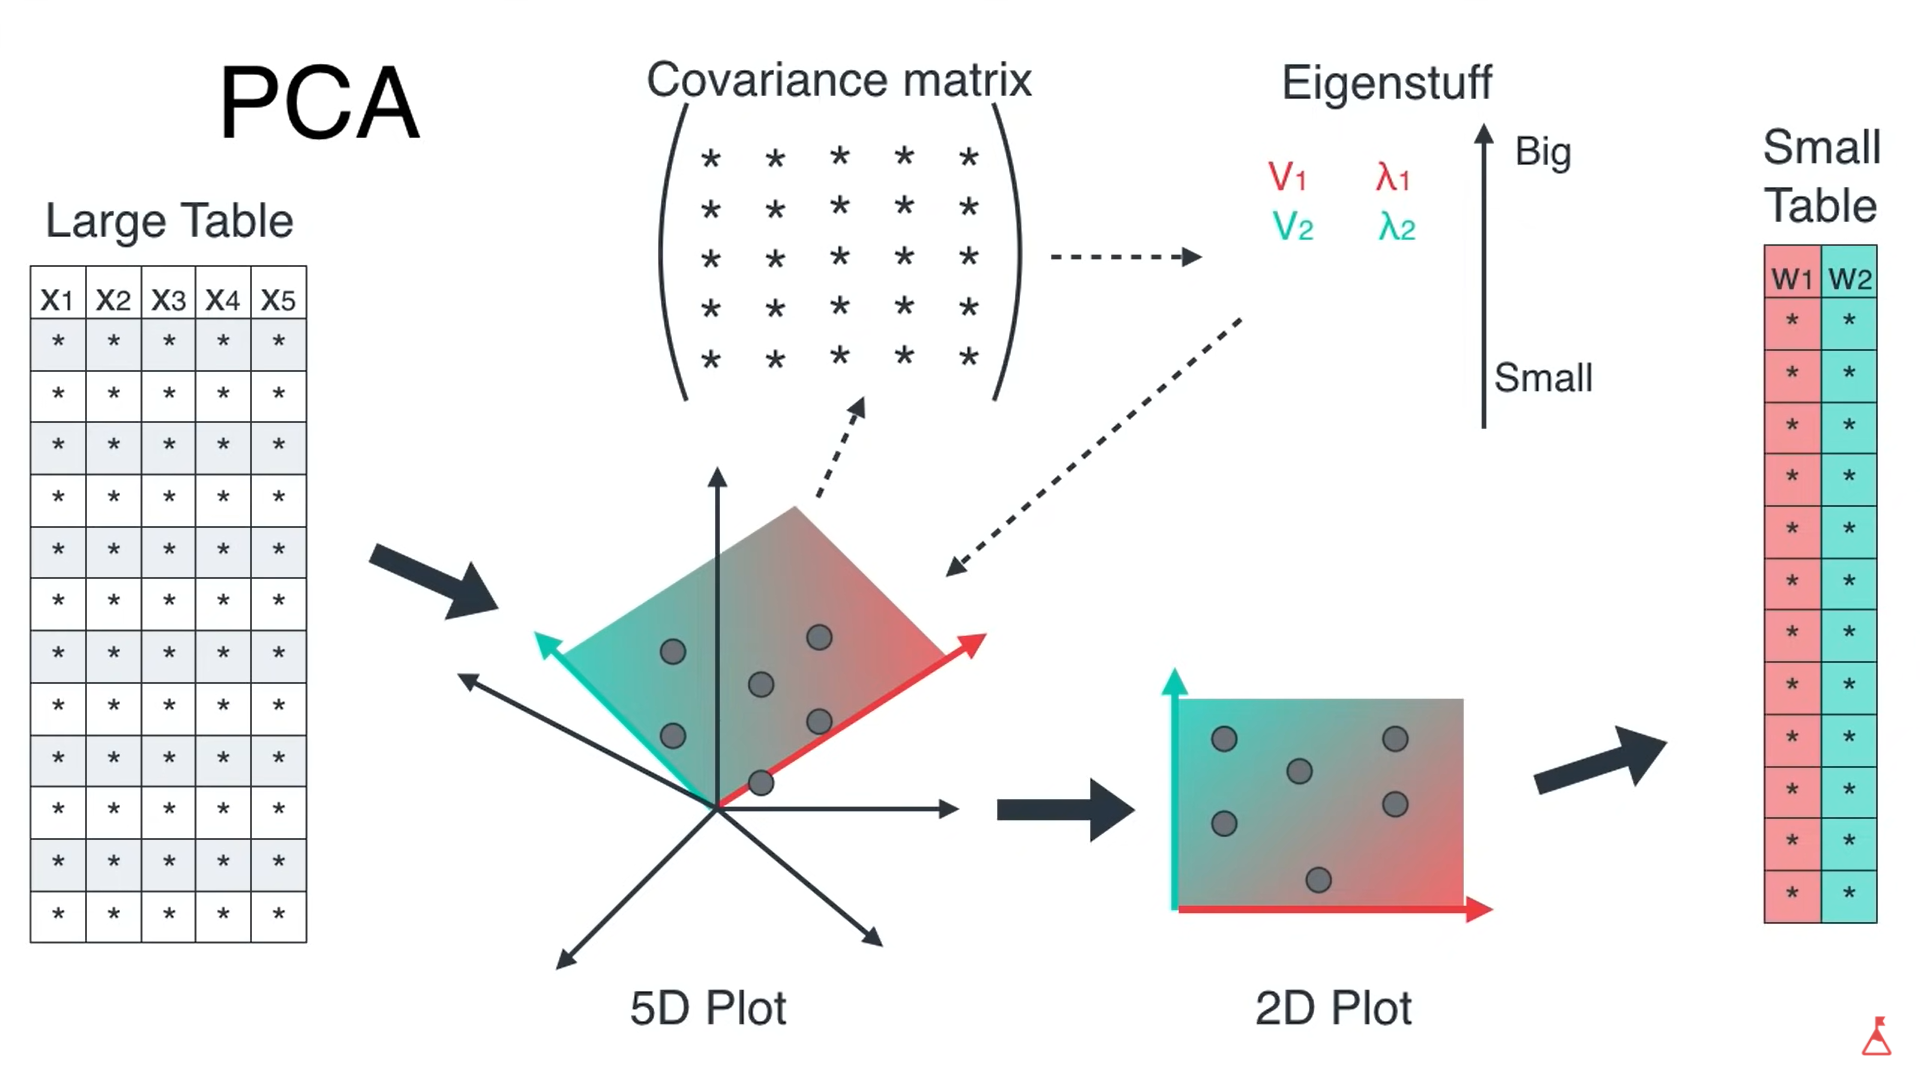 PCA
Covariance matrix
Eigenstuff
Big
Small
Table
Large Table
V1 λ1
V2 λ2
X1 X2 X3 X4 X5
* * * * *
* * * * *
* * * * *
* * * * *
* * * * *
Small
W1 W2
* * * * *
* * * * *
* * * * *
* * * * *
* * * * *
* * * * *
* * * * *
* * * * *
* * * * *
* * * * *
* * * * *
* * * * *
* *
* *
* *
* *
* *
* *
* *
* *
* *
* *
* *
* *
5D Plot
2D Plot